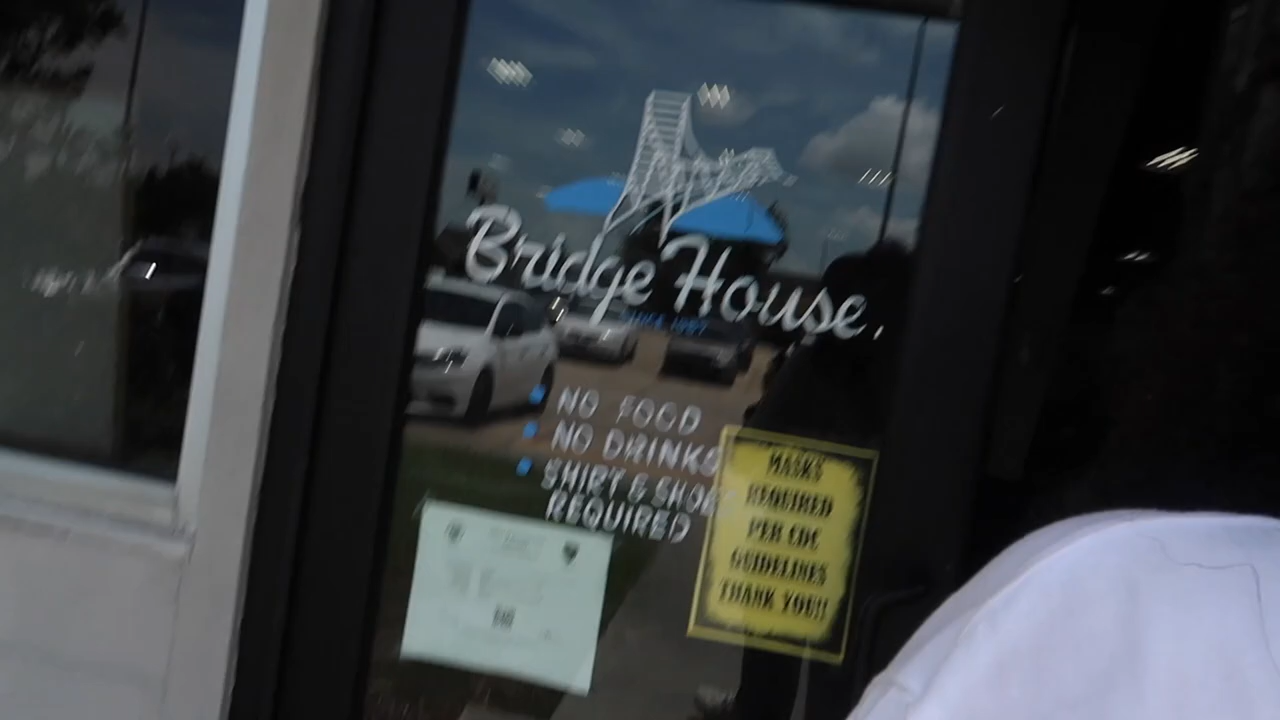 Bridge House
NO FOOD
NO DRINKS
SHIRT & SHOES
REQUIRED
MASKS
REQUIRED
PER CDC
GUIDELINES
THANK YOU!!